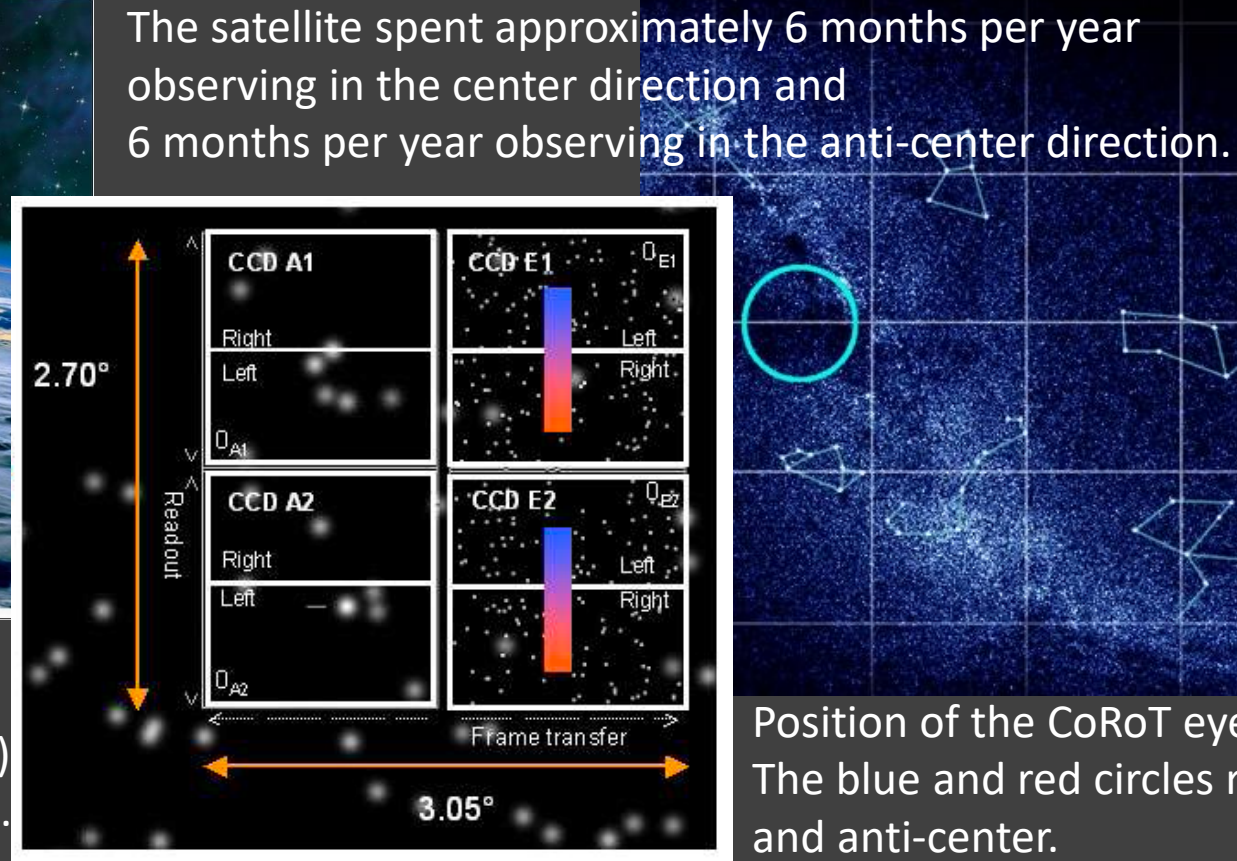 The satellite spent approximately 6 months per year
observing in the center direction and
6 months per year observing in the anti-center direction.
CCD A1
Right
Left
0A1
CCD E1
0E1
Left
Right
2.70°
Readout
CCD A2
Right
Left
0A2
CCD E2
0E2
Left
Right
Frame transfer
3.05°
)
.
Position of the CoRoT eye
The blue and red circles r
and anti-center.